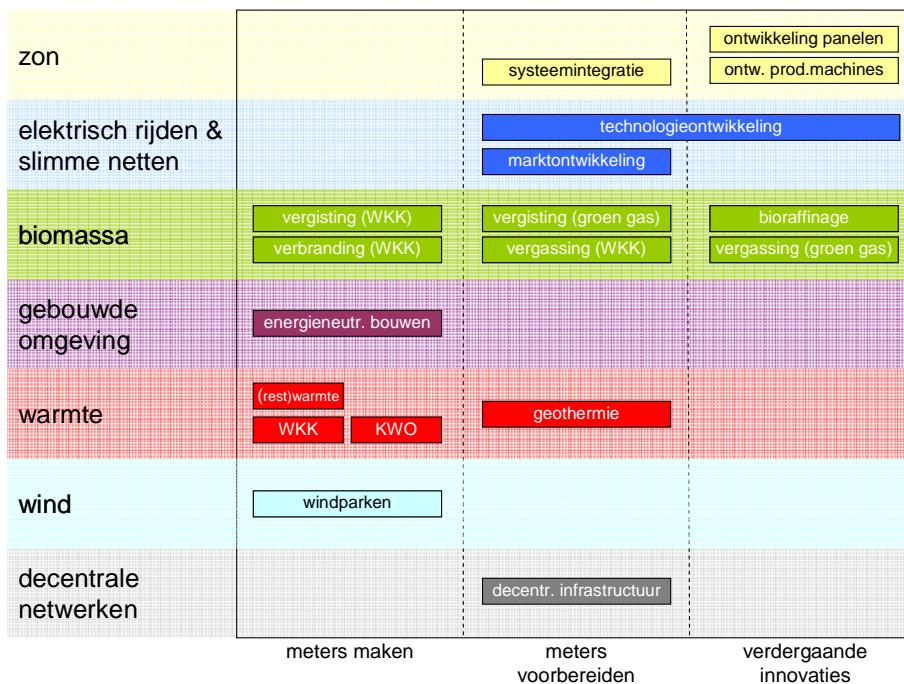 zon
systeemintegratie
ontwikkeling panelen
ontw. prod.machines
elektrisch rijden &
slimme netten
technologieontwikkeling
marktontwikkeling
biomassa
vergisting (WKK)
vergisting (groen gas)
bioraffinage
verbranding (WKK)
vergassing (WKK)
vergassing (groen gas)
gebouwde
omgeving
energieneutr. bouwen
warmte
(rest)warmte
WKK
KWO
geothermie
wind
windparken
decentrale
netwerken
decentr. infrastructuur
meters maken
meters
voorbereiden
verdergaande
innovaties